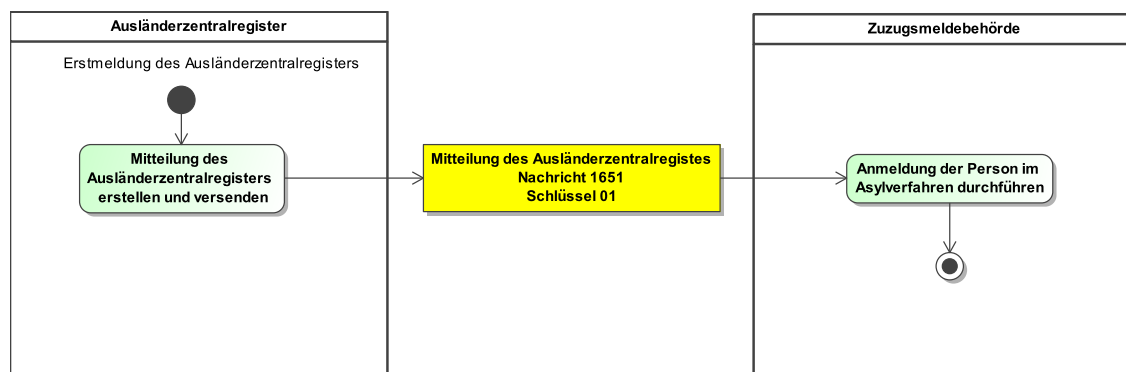 Ausländerzentralregister
Zuzugsmeldebehörde
Erstmeldung des Ausländerzentralregisters
Mitteilung des
Ausländerzentralregisters
erstellen und versenden
Mitteilung des Ausländerzentralregistes
Nachricht 1651
Schlüssel 01
Anmeldung der Person im
Asylverfahren durchführen